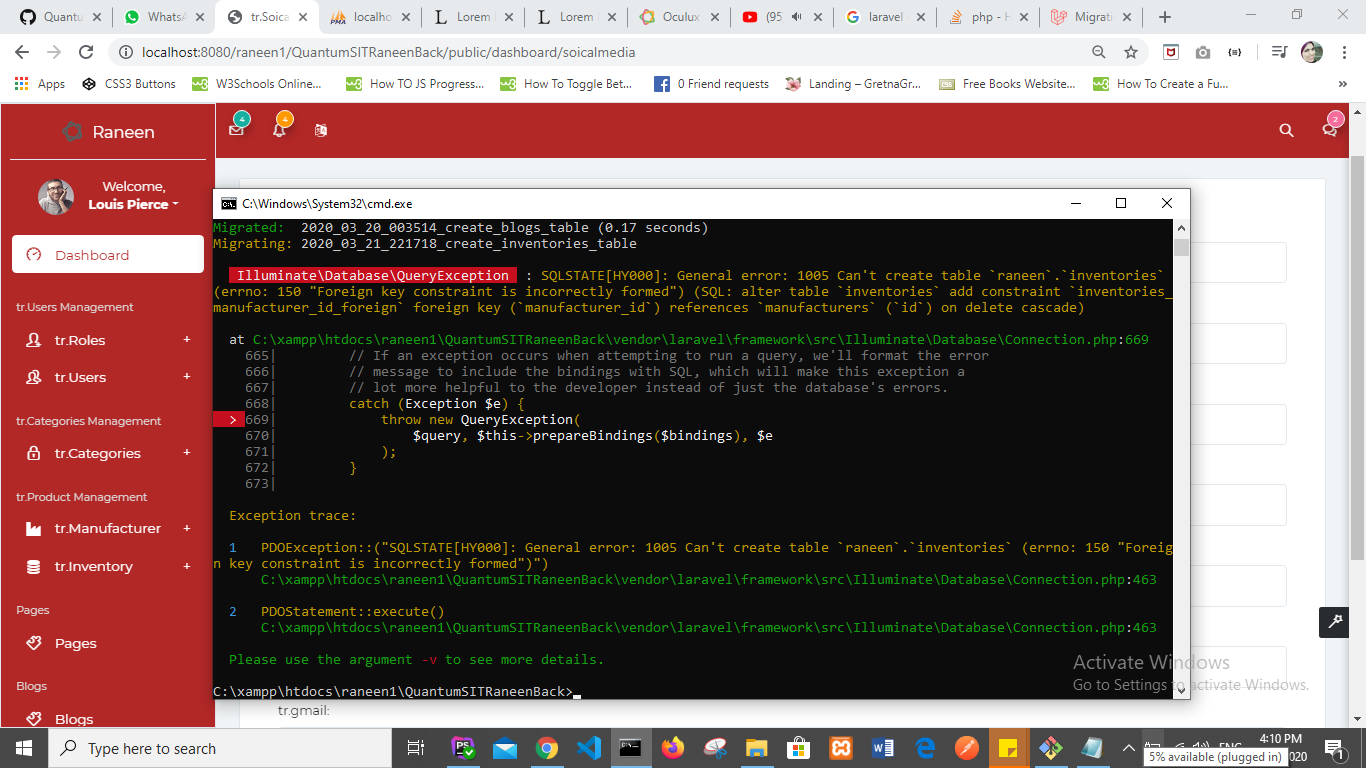 Quantu
WhatsA
tr.Soica
localho
Lorem
Lorem
Oculux
(95
laravel
php - H
Migrati
localhost:8080/raneen1/QuantumSITRaneenBack/public/dashboard/soicalmedia
Apps
CSS3 Buttons
W3Schools Online...
How TO JS Progress...
How To Toggle Bet...
0 Friend requests
Landing – GretnaGr...
Free Books Website...
How To Create a Fu...
»
Raneen
4
4
2
Welcome,
Louis Pierce
Dashboard
tr.Users Management
tr.Roles +
tr.Users +
tr.Categories Management
tr.Categories +
tr.Product Management
tr.Manufacturer +
tr.Inventory +
Pages
Pages
Blogs
Blogs
C:\Windows\System32\cmd.exe
Migrated:  2020_03_20_003514_create_blogs_table (0.17 seconds)
Migrating: 2020_03_21_221718_create_inventories_table
Illuminate\Database\QueryException  : SQLSTATE[HY000]: General error: 1005 Can't create table `raneen`.`inventories`
(errno: 150 "Foreign key constraint is incorrectly formed") (SQL: alter table `inventories` add constraint `inventories_
manufacturer_id_foreign` foreign key (`manufacturer_id`) references `manufacturers` (`id`) on delete cascade)
at C:\xampp\htdocs\raneen1\QuantumSITRaneenBack\vendor\laravel\framework\src\Illuminate\Database\Connection.php:669
665|         // If an exception occurs when attempting to run a query, we'll format the error
666|         // message to include the bindings with SQL, which will make this exception a
667|         // lot more helpful to the developer instead of just the database's errors.
668|         catch (Exception $e) {
> 669|             throw new QueryException(
670|                 $query, $this->prepareBindings($bindings), $e
671|             );
672|         }
673|
Exception trace:
1   PDOException::("SQLSTATE[HY000]: General error: 1005 Can't create table `raneen`.`inventories` (errno: 150 "Foreig
n key constraint is incorrectly formed")")
C:\xampp\htdocs\raneen1\QuantumSITRaneenBack\vendor\laravel\framework\src\Illuminate\Database\Connection.php:463
2   PDOStatement::execute()
C:\xampp\htdocs\raneen1\QuantumSITRaneenBack\vendor\laravel\framework\src\Illuminate\Database\Connection.php:463
Please use the argument -v to see more details.
C:\xampp\htdocs\raneen1\QuantumSITRaneenBack>
Activate Windows
Go to Settings to activate Windows.
tr.gmail:
Type here to search
ENG
4:10 PM
2020
5% available (plugged in)
1